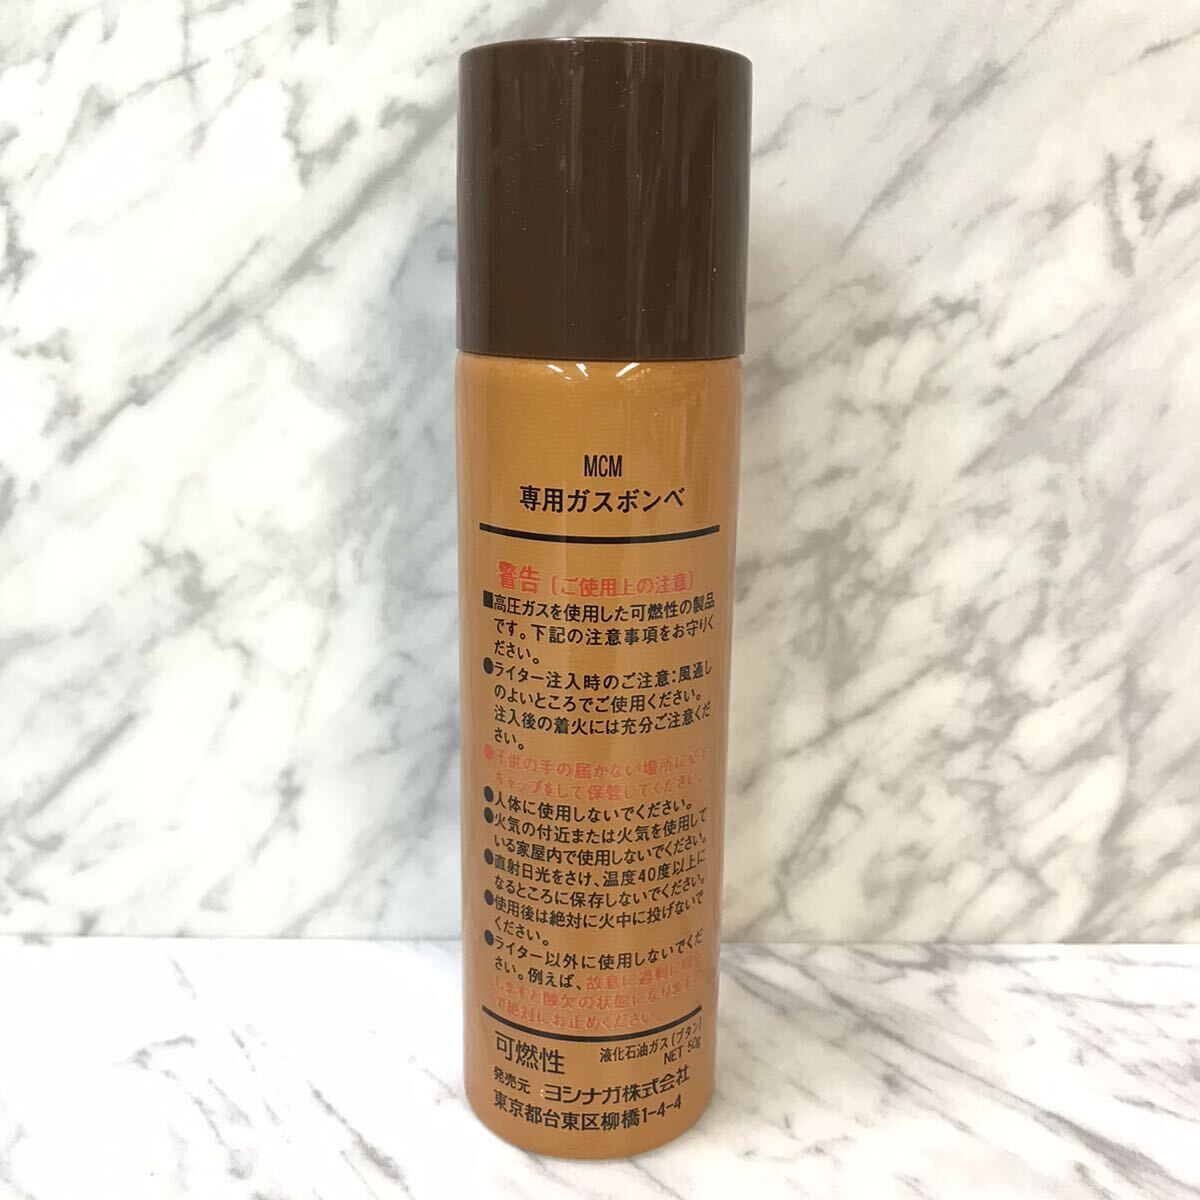 MCM
専用ガスボンベ
警告〔ご使用上の注意〕
■高圧ガスを使用した可燃性の製品
です。下記の注意事項をお守りく
ださい。
●ライター注入時のご注意:風通し
のよいところでご使用ください。
注入後の着火には充分ご注意くだ
さい。
●子供の手の届かない場所に必ず
キャップをして保管してください。
●人体に使用しないでください。
●火気の付近または火気を使用して
いる家屋内で使用しないでください。
●直射日光をさけ、温度40度以上に
なるところに保存しないでください。
●使用後は絶対に火中に投げないで
ください。
●ライター以外に使用しないでくだ
さい。例えば、故意に過剰に
しますと酸欠の状態になります
で絶対にお止めください。
可燃性 液化石油ガス(ブタン)
NET 50g
発売元 ヨシナガ株式会社
東京都台東区柳橋1-4-4